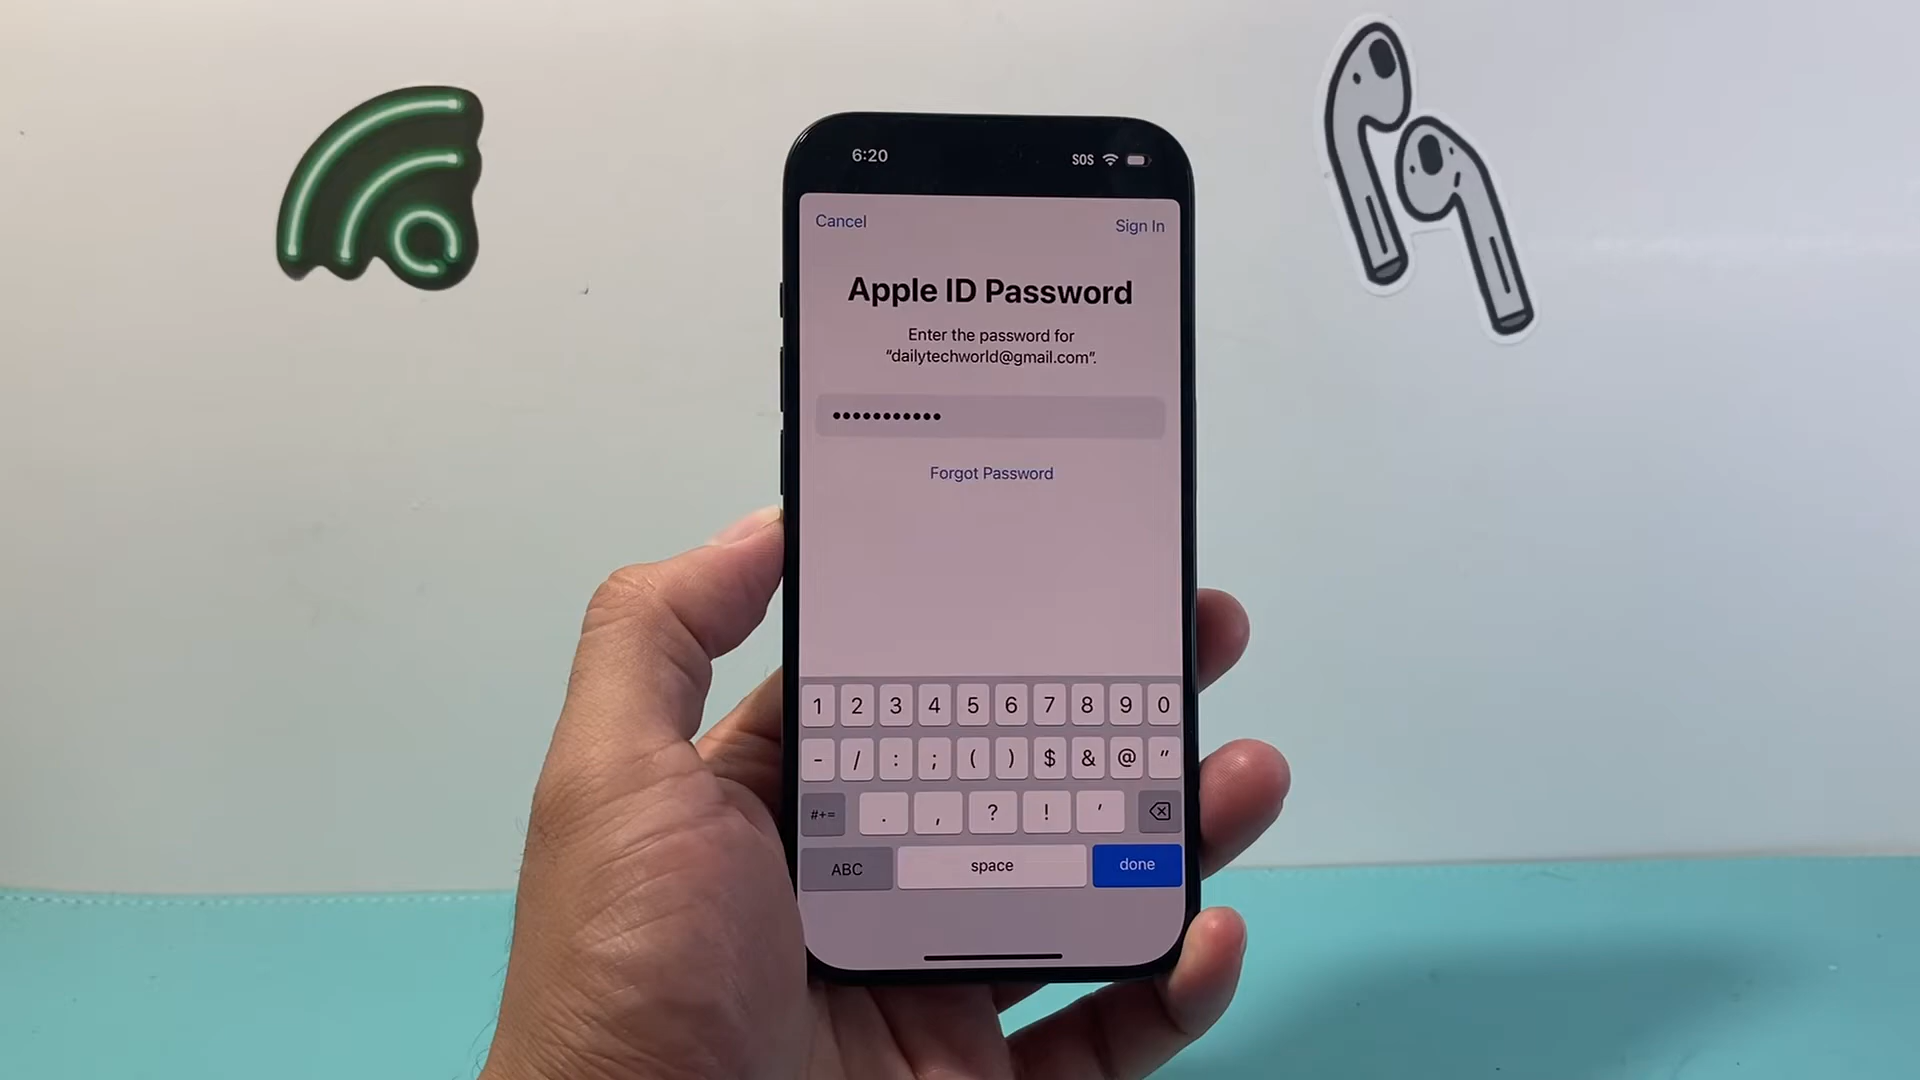 6:20 SOS
Cancel Sign In
Apple ID Password
Enter the password for
“dailytechworld@gmail.com”.
•••••••••••
Forgot Password
1 2 3 4 5 6 7 8 9 0
- / : ; ( ) $ & @ "
#+= . , ? ! '
ABC space done